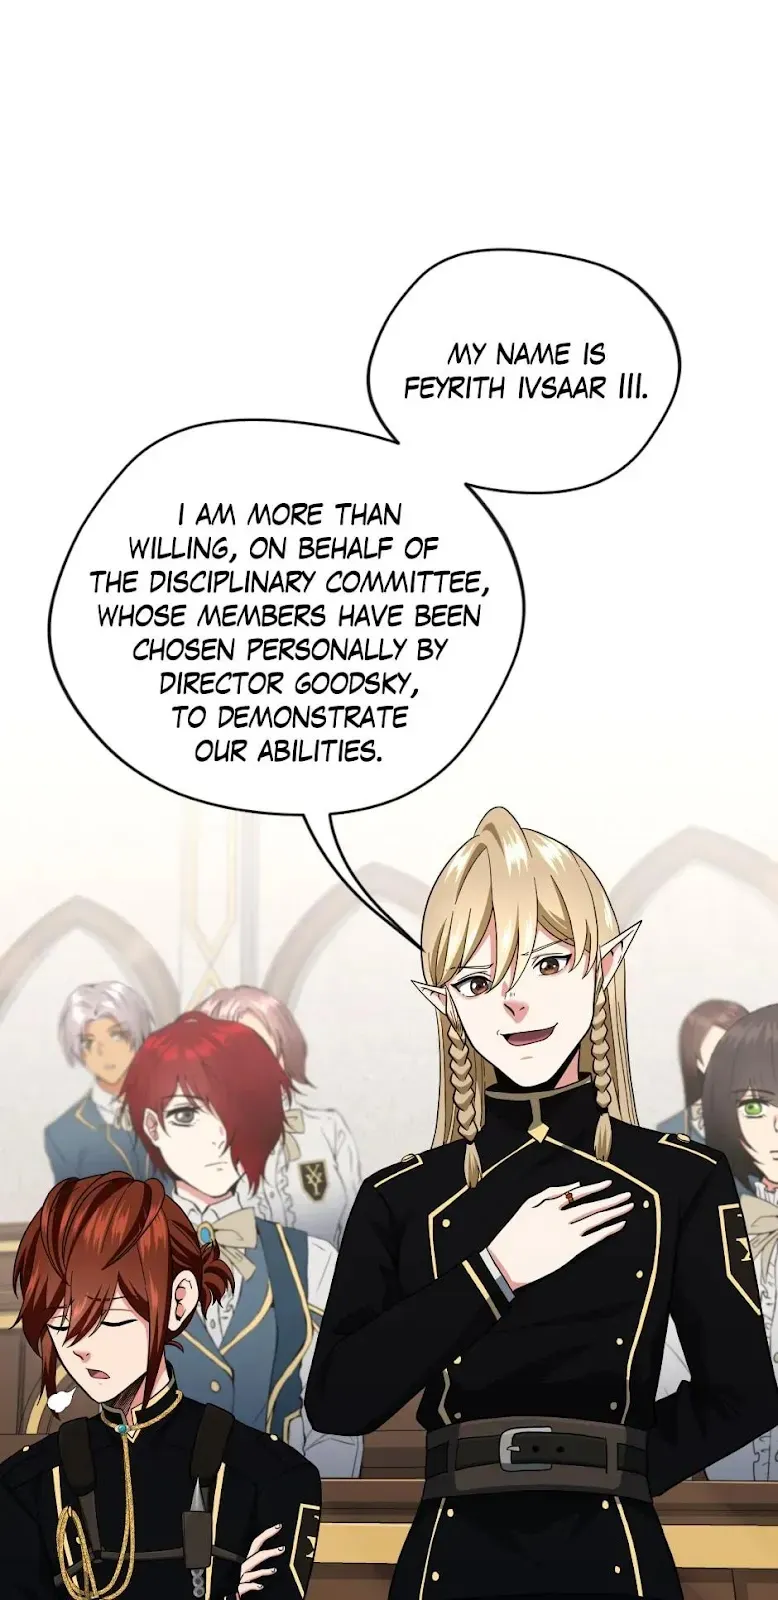 MY NAME IS
FEYRITH IVSAAR III.
I AM MORE THAN
WILLING, ON BEHALF OF
THE DISCIPLINARY COMMITTEE,
WHOSE MEMBERS HAVE BEEN
CHOSEN PERSONALLY BY
DIRECTOR GOODSKY,
TO DEMONSTRATE
OUR ABILITIES.